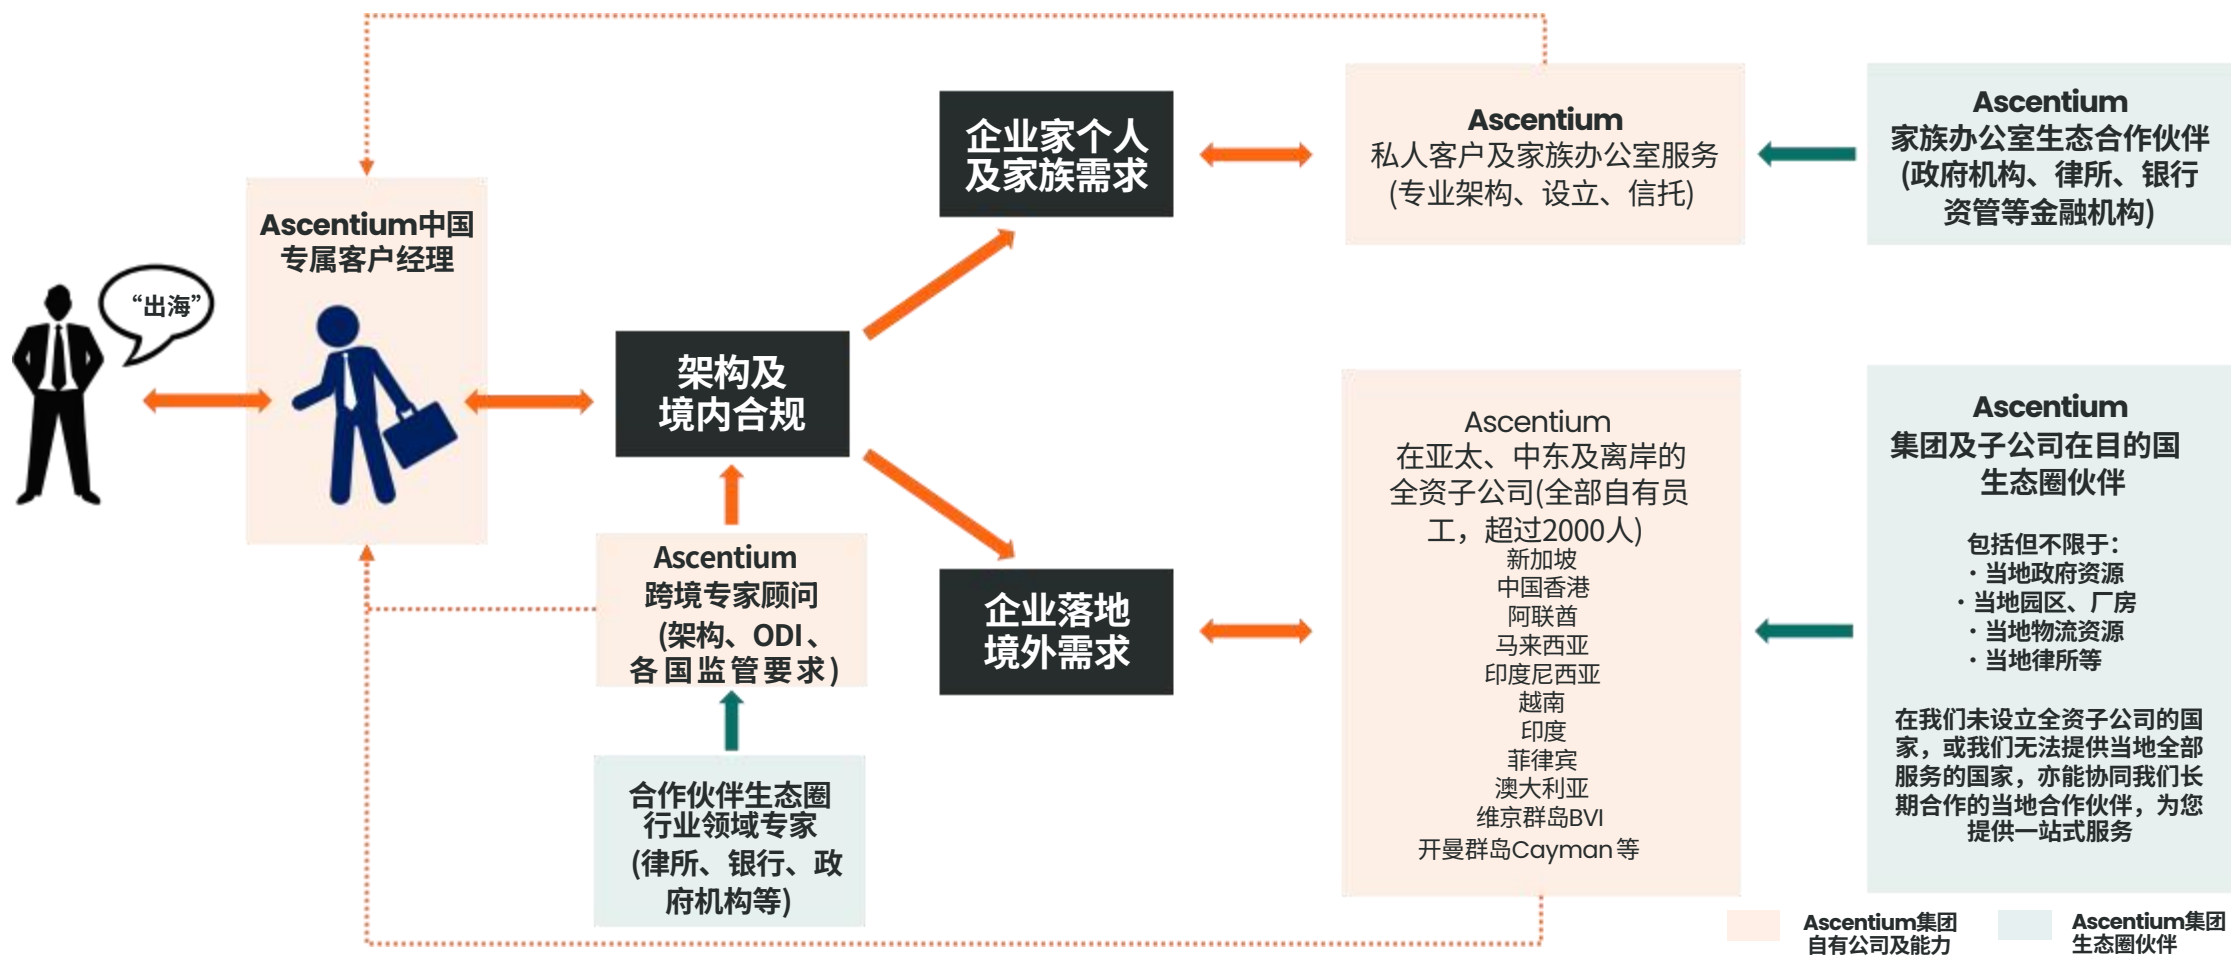 “出海”
Ascentium中国
专属客户经理
架构及
境内合规
Ascentium
跨境专家顾问
(架构、ODI、
各国监管要求)
合作伙伴生态圈
行业领域专家
(律所、银行、政
府机构等)
企业家个人
及家族需求
企业落地
境外需求
Ascentium
私人客户及家族办公室服务
(专业架构、设立、信托)
Ascentium
家族办公室生态合作伙伴
(政府机构、律所、银行
资管等金融机构)
Ascentium
在亚太、中东及离岸的
全资子公司(全部自有员
工，超过2000人)
新加坡
中国香港
阿联酋
马来西亚
印度尼西亚
越南
印度
菲律宾
澳大利亚
维京群岛BVI
开曼群岛Cayman等
Ascentium
集团及子公司在目的国
生态圈伙伴
包括但不限于：
·当地政府资源
·当地园区、厂房
·当地物流资源
·当地律所等
在我们未设立全资子公司的国
家，或我们无法提供当地全部
服务的国家，亦能协同我们长
期合作的当地合作伙伴，为您
提供一站式服务
Ascentium集团
自有公司及能力
Ascentium集团
生态圈伙伴